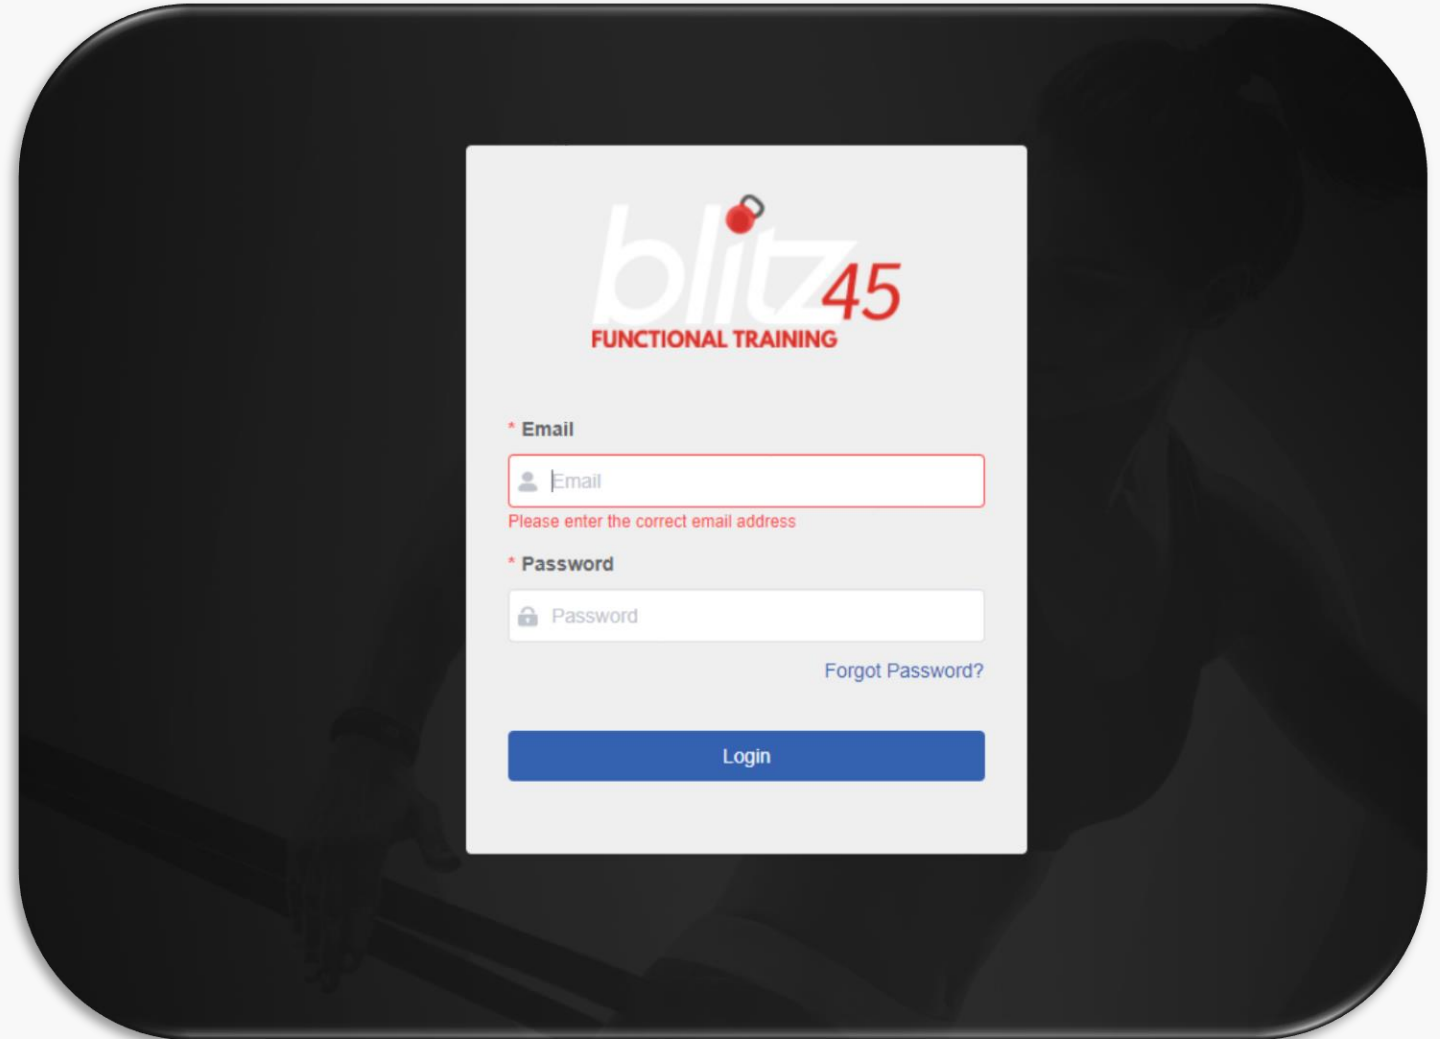 blitz45
FUNCTIONAL TRAINING
* Email
Email
Please enter the correct email address
* Password
Password
Forgot Password?
Login